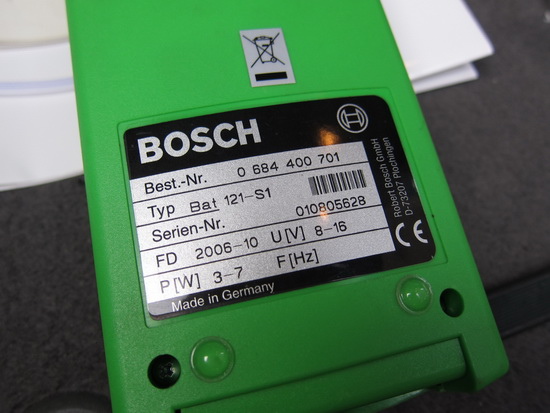 BOSCH
Best.-Nr. 0 684 400 701
Typ Bat 121-S1
Serien-Nr. 010805628
FD 2006-10 U[V] 8-16
P[W] 3-7 F[Hz]
Made in Germany
Robert Bosch GmbH
D-73207 Plochingen
CE